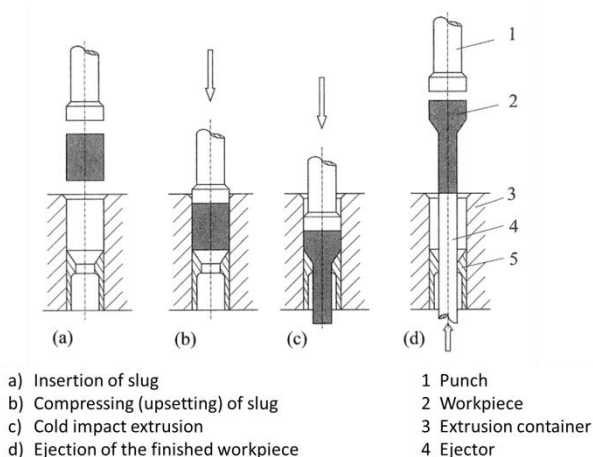 1
2
3
4
5
(a)
(b)
(c)
(d)
a) Insertion of slug
b) Compressing (upsetting) of slug
c) Cold impact extrusion
d) Ejection of the finished workpiece
1 Punch
2 Workpiece
3 Extrusion container
4 Ejector